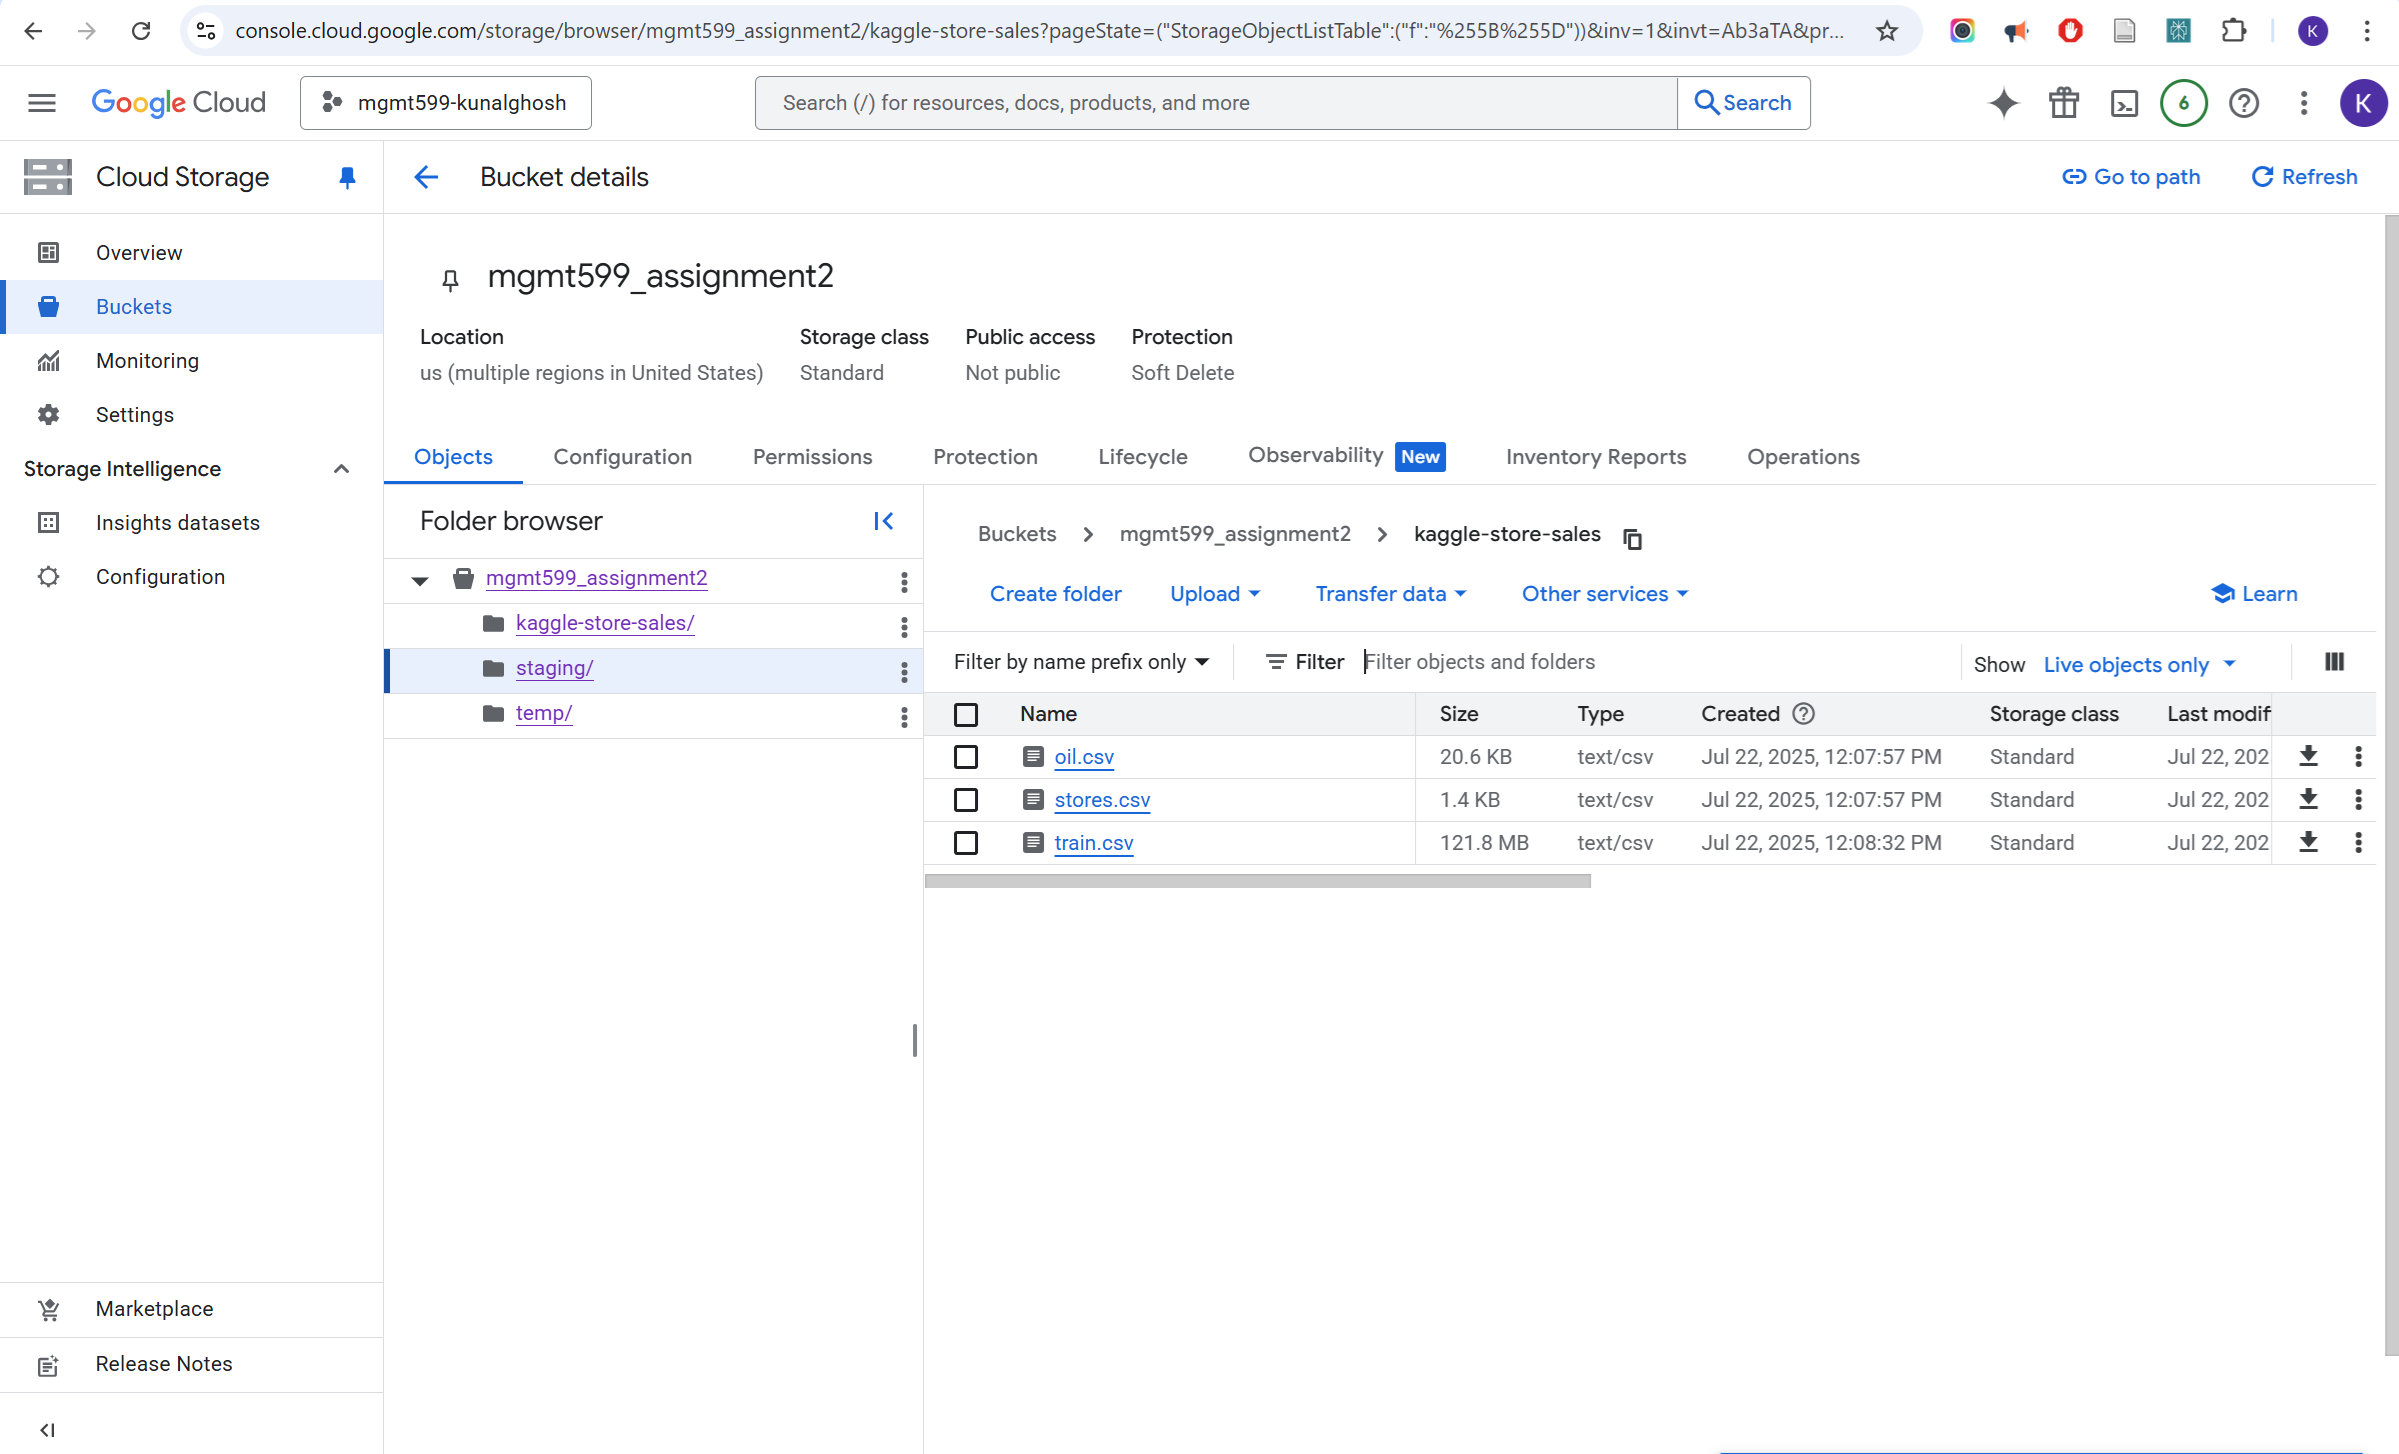 console.cloud.google.com/storage/browser/mgmt599_assignment2/kaggle-store-sales?pageState=("StorageObjectListTable":("f":"%255B%255D"))&inv=1&invt=Ab3aTA&pr...
K
Google Cloud
mgmt599-kunalghosh
Search (/) for resources, docs, products, and more
Search
6
K
Cloud Storage
Bucket details
Go to path
Refresh
Overview
Buckets
Monitoring
Settings
Storage Intelligence
Insights datasets
Configuration
mgmt599_assignment2
Location Storage class Public access Protection
us (multiple regions in United States) Standard Not public Soft Delete
Objects Configuration Permissions Protection Lifecycle Observability New Inventory Reports Operations
Folder browser
mgmt599_assignment2
kaggle-store-sales/
staging/
temp/
Buckets mgmt599_assignment2 kaggle-store-sales
Create folder Upload Transfer data Other services Learn
Filter by name prefix only Filter Filter objects and folders Show Live objects only
Name Size Type Created Storage class Last modif
oil.csv 20.6 KB text/csv Jul 22, 2025, 12:07:57 PM Standard Jul 22, 202
stores.csv 1.4 KB text/csv Jul 22, 2025, 12:07:57 PM Standard Jul 22, 202
train.csv 121.8 MB text/csv Jul 22, 2025, 12:08:32 PM Standard Jul 22, 202
Marketplace
Release Notes